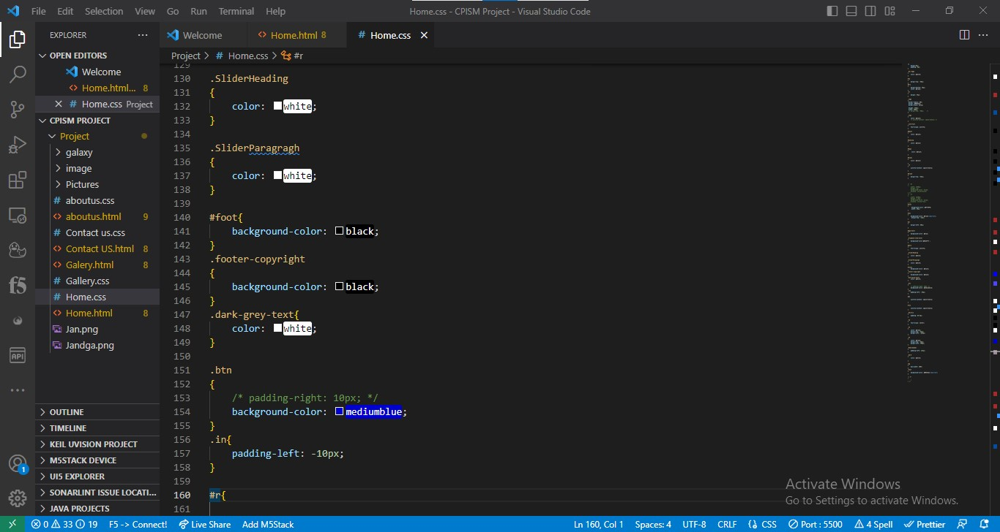 File Edit Selection View Go Run Terminal Help Home.css - CPISM Project - Visual Studio Code
EXPLORER ··· Welcome Home.html 8 # Home.css
OPEN EDITORS
Welcome
Home.html... 8
# Home.css Project
CPISM PROJECT
Project
galaxy
image
Pictures
# aboutus.css
aboutus.html 9
# Contact us.css
Contact US.html 8
Galery.html 8
# Gallery.css
# Home.css
Home.html 8
Jan.png
Jandga.png
OUTLINE
TIMELINE
KEIL UVISION PROJECT
M5STACK DEVICE
UI5 EXPLORER
SONARLINT ISSUE LOCATI...
JAVA PROJECTS
f5
API
1
Project > # Home.css > #r
129
130 .SliderHeading
131 {
132 color: white;
133 }
134
135 .SliderParagragh
136 {
137 color: white;
138 }
139
140 #foot{
141 background-color: black;
142 }
143 .footer-copyright
144 {
145 background-color: black;
146 }
147 .dark-grey-text{
148 color: white;
149 }
150
151 .btn
152 {
153 /* padding-right: 10px; */
154 background-color: mediumblue;
155 }
156 .in{
157 padding-left: -10px;
158 }
159
160 #r{
161
Activate Windows
Go to Settings to activate Windows.
0 33 19 F5 -> Connect! Live Share Add M5Stack Ln 160, Col 1 Spaces: 4 UTF-8 CRLF {} CSS Port : 5500 4 Spell Prettier